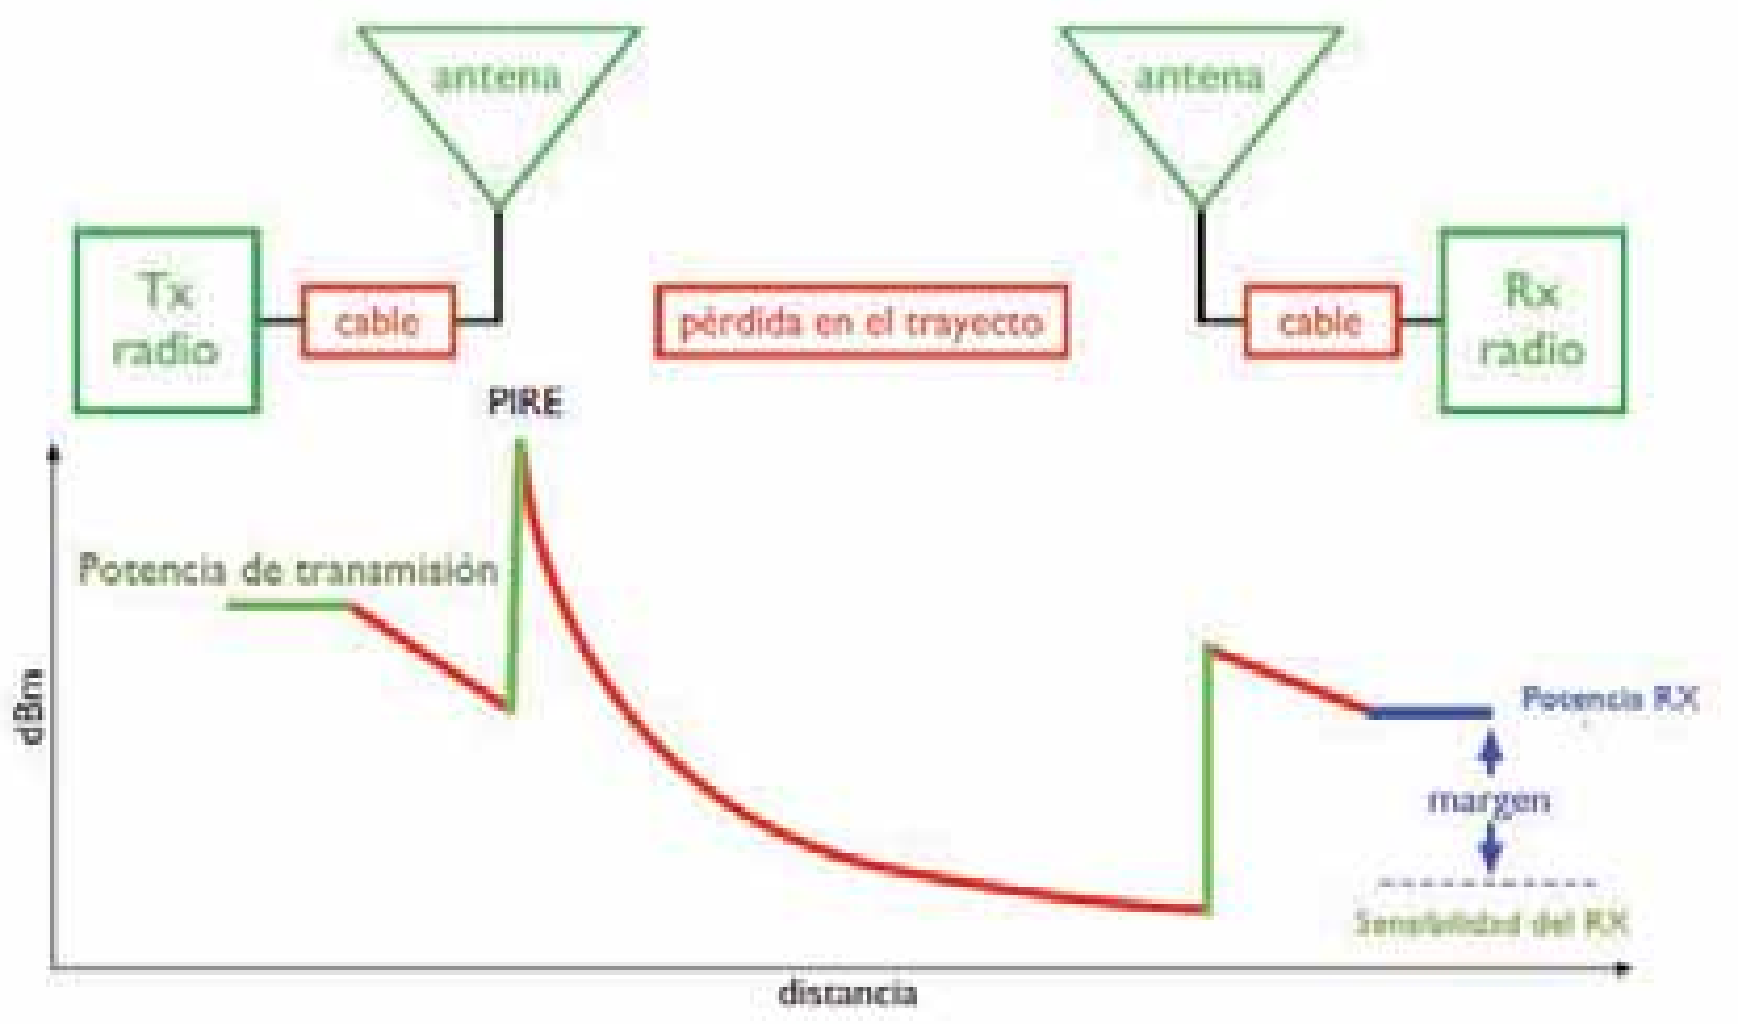 antena
antena
Tx
radio
cable
pérdida en el trayecto
cable
Rx
radio
PIRE
Potencia de transmisión
dBm
Potencia RX
margen
Sensibilidad del RX
distancia